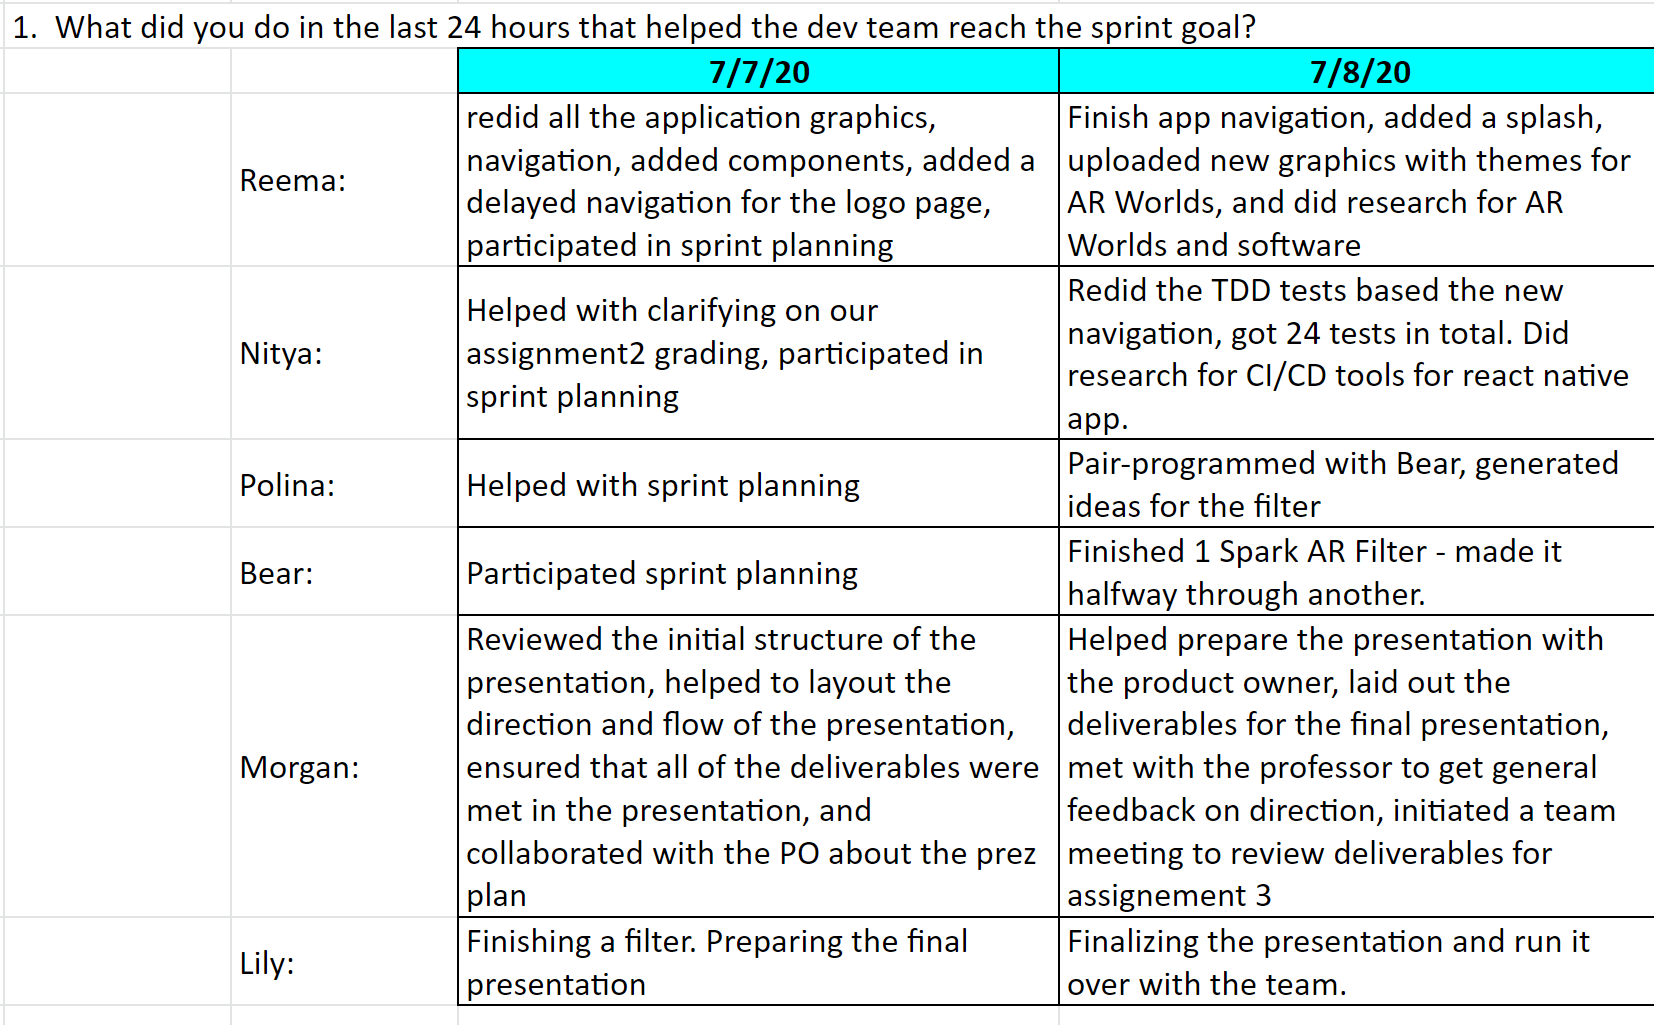 1.  What did you do in the last 24 hours that helped the dev team reach the sprint goal?
7/7/20
7/8/20
Reema:
redid all the application graphics,
navigation, added components, added a
delayed navigation for the logo page,
participated in sprint planning
Finish app navigation, added a splash,
uploaded new graphics with themes for
AR Worlds, and did research for AR
Worlds and software
Nitya:
Helped with clarifying on our
assignment2 grading, participated in
sprint planning
Redid the TDD tests based the new
navigation, got 24 tests in total. Did
research for CI/CD tools for react native
app.
Polina:
Helped with sprint planning
Pair-programmed with Bear, generated
ideas for the filter
Bear:
Participated sprint planning
Finished 1 Spark AR Filter - made it
halfway through another.
Morgan:
Reviewed the initial structure of the
presentation, helped to layout the
direction and flow of the presentation,
ensured that all of the deliverables were
met in the presentation, and
collaborated with the PO about the prez
plan
Helped prepare the presentation with
the product owner, laid out the
deliverables for the final presentation,
met with the professor to get general
feedback on direction, initiated a team
meeting to review deliverables for
assignement 3
Lily:
Finishing a filter. Preparing the final
presentation
Finalizing the presentation and run it
over with the team.